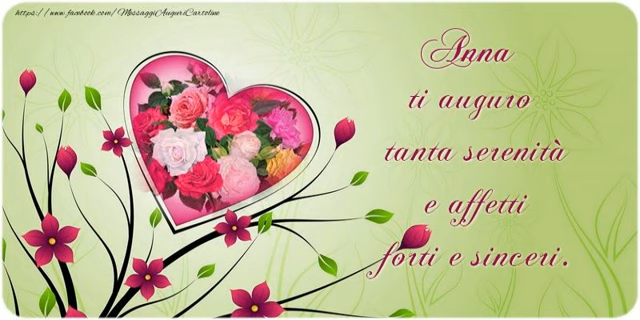 https://www.facebook.com/MessaggiAuguriCartoline
Anna
ti auguro
tanta serenità
e affetti
forti e sinceri.